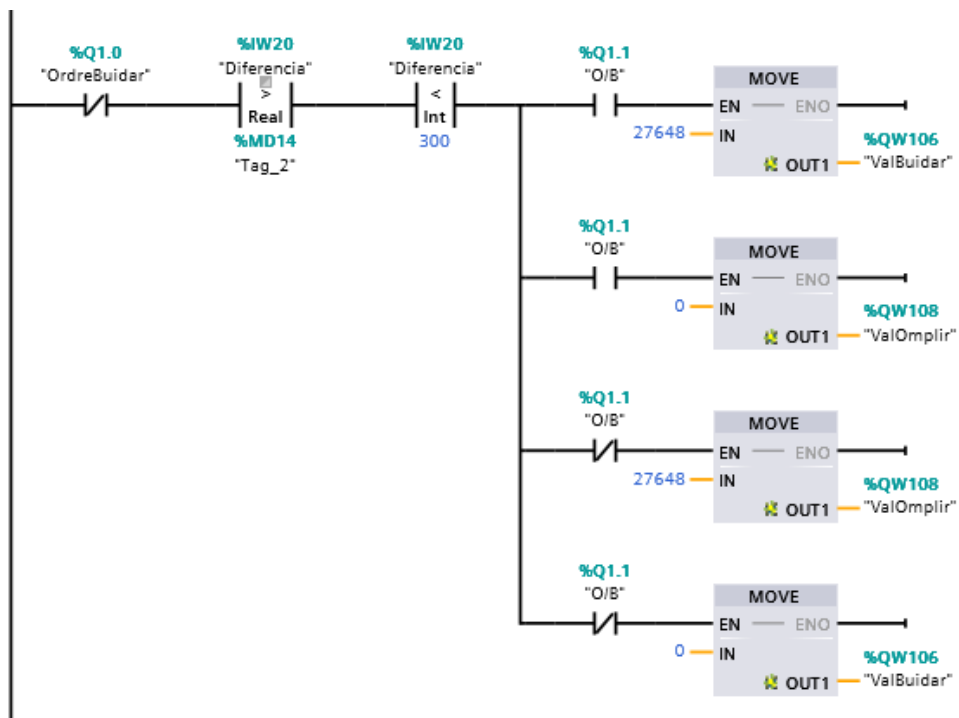 %Q1.0
"OrdreBuidar"
%IW20
"Diferencia"
>
Real
%MD14
"Tag_2"
%IW20
"Diferencia"
<
Int
300
%Q1.1
"O/B"
MOVE
EN ENO
27648 IN
%QW106
OUT1 "ValBuidar"
%Q1.1
"O/B"
MOVE
EN ENO
0 IN
%QW108
OUT1 "ValOmplir"
%Q1.1
"O/B"
MOVE
EN ENO
27648 IN
%QW108
OUT1 "ValOmplir"
%Q1.1
"O/B"
MOVE
EN ENO
0 IN
%QW106
OUT1 "ValBuidar"